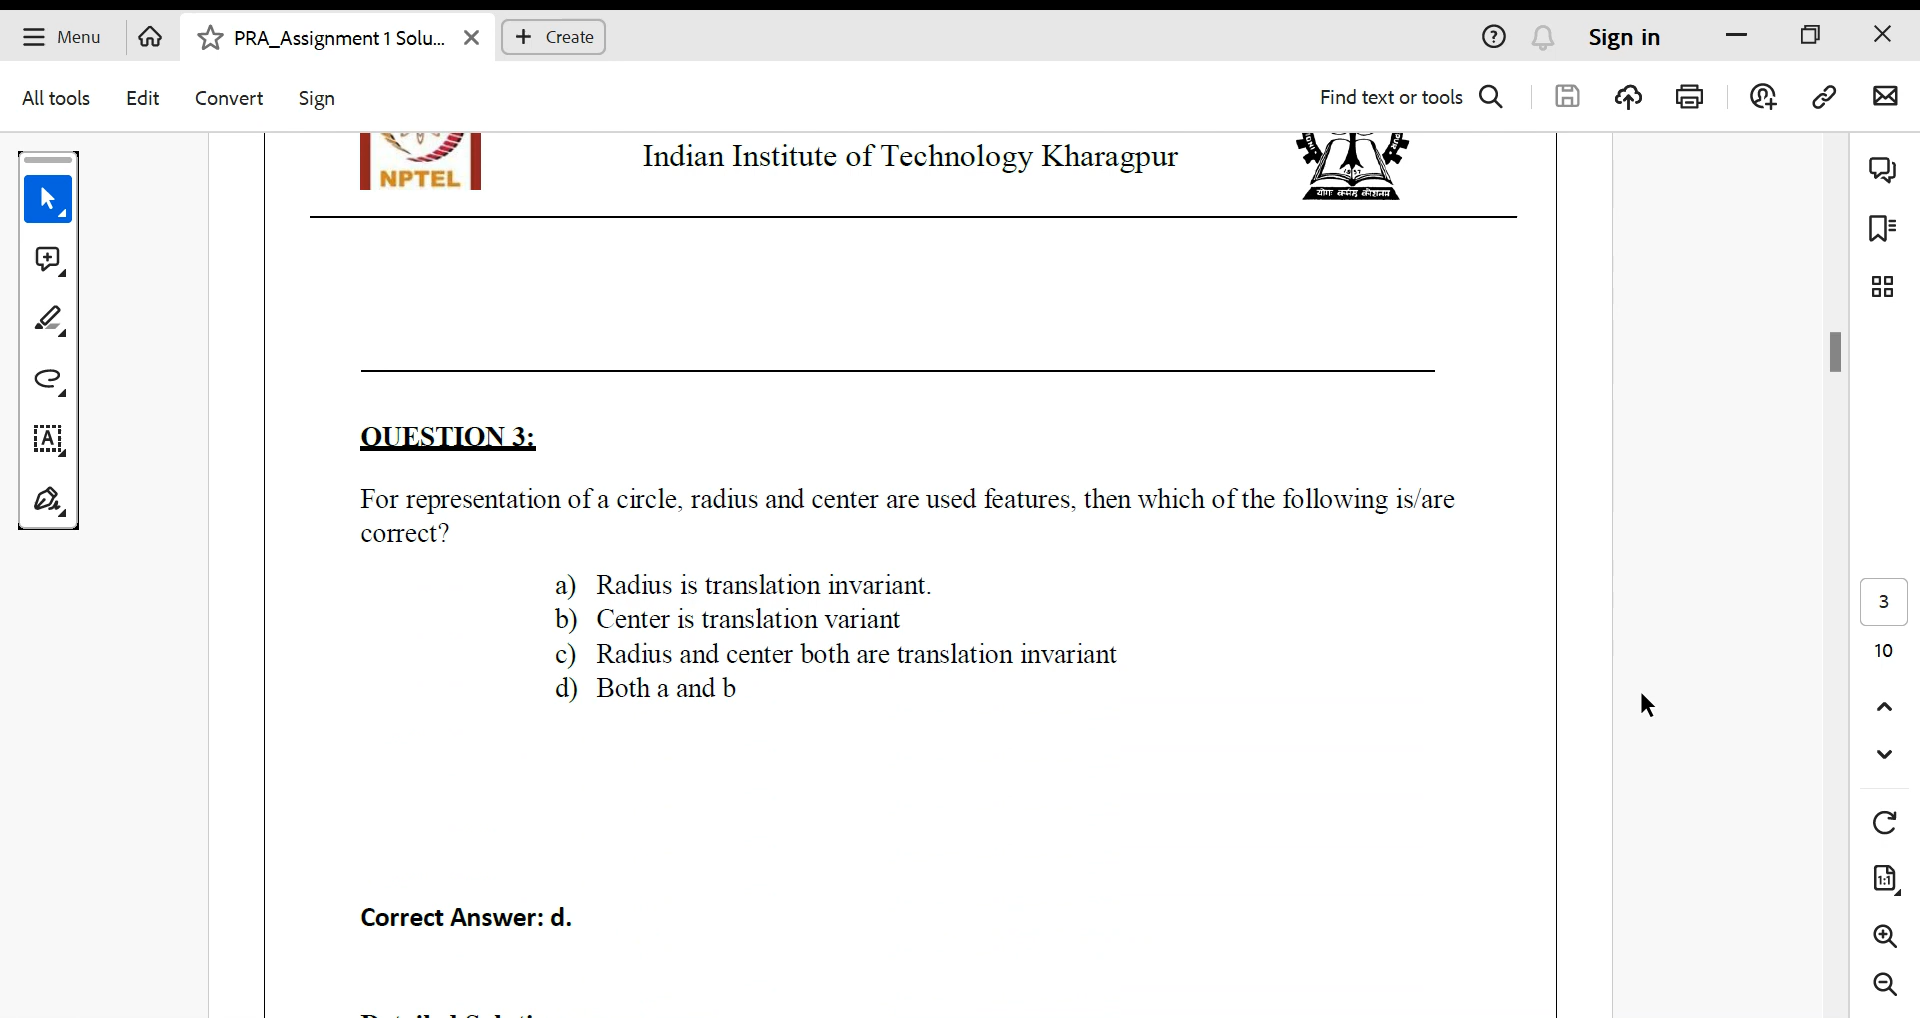 Menu
PRA_Assignment 1 Solu...
Create
Sign in
All tools
Edit
Convert
Sign
Find text or tools
NPTEL
Indian Institute of Technology Kharagpur
योगः कर्मसु कौशलम्
QUESTION 3:
For representation of a circle, radius and center are used features, then which of the following is/are
correct?
a) Radius is translation invariant.
b) Center is translation variant
c) Radius and center both are translation invariant
d) Both a and b
Correct Answer: d.
3
10